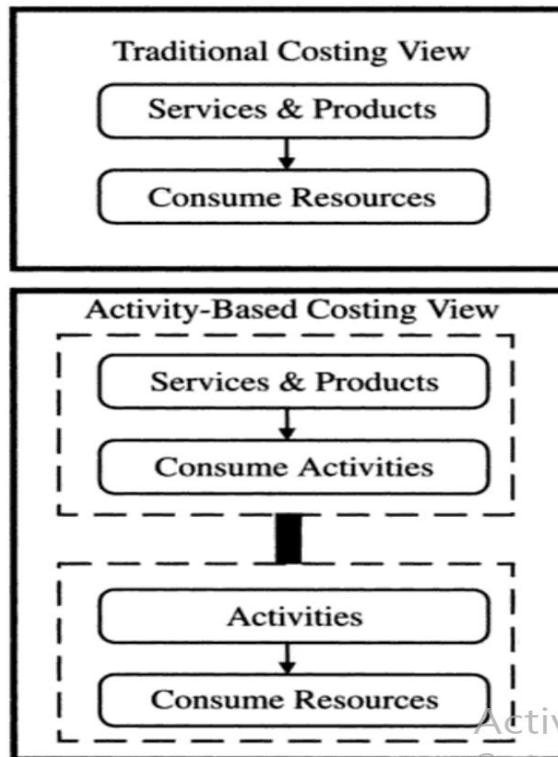 Traditional Costing View
Services & Products
Consume Resources
Activity-Based Costing View
Services & Products
Consume Activities
Activities
Consume Resources